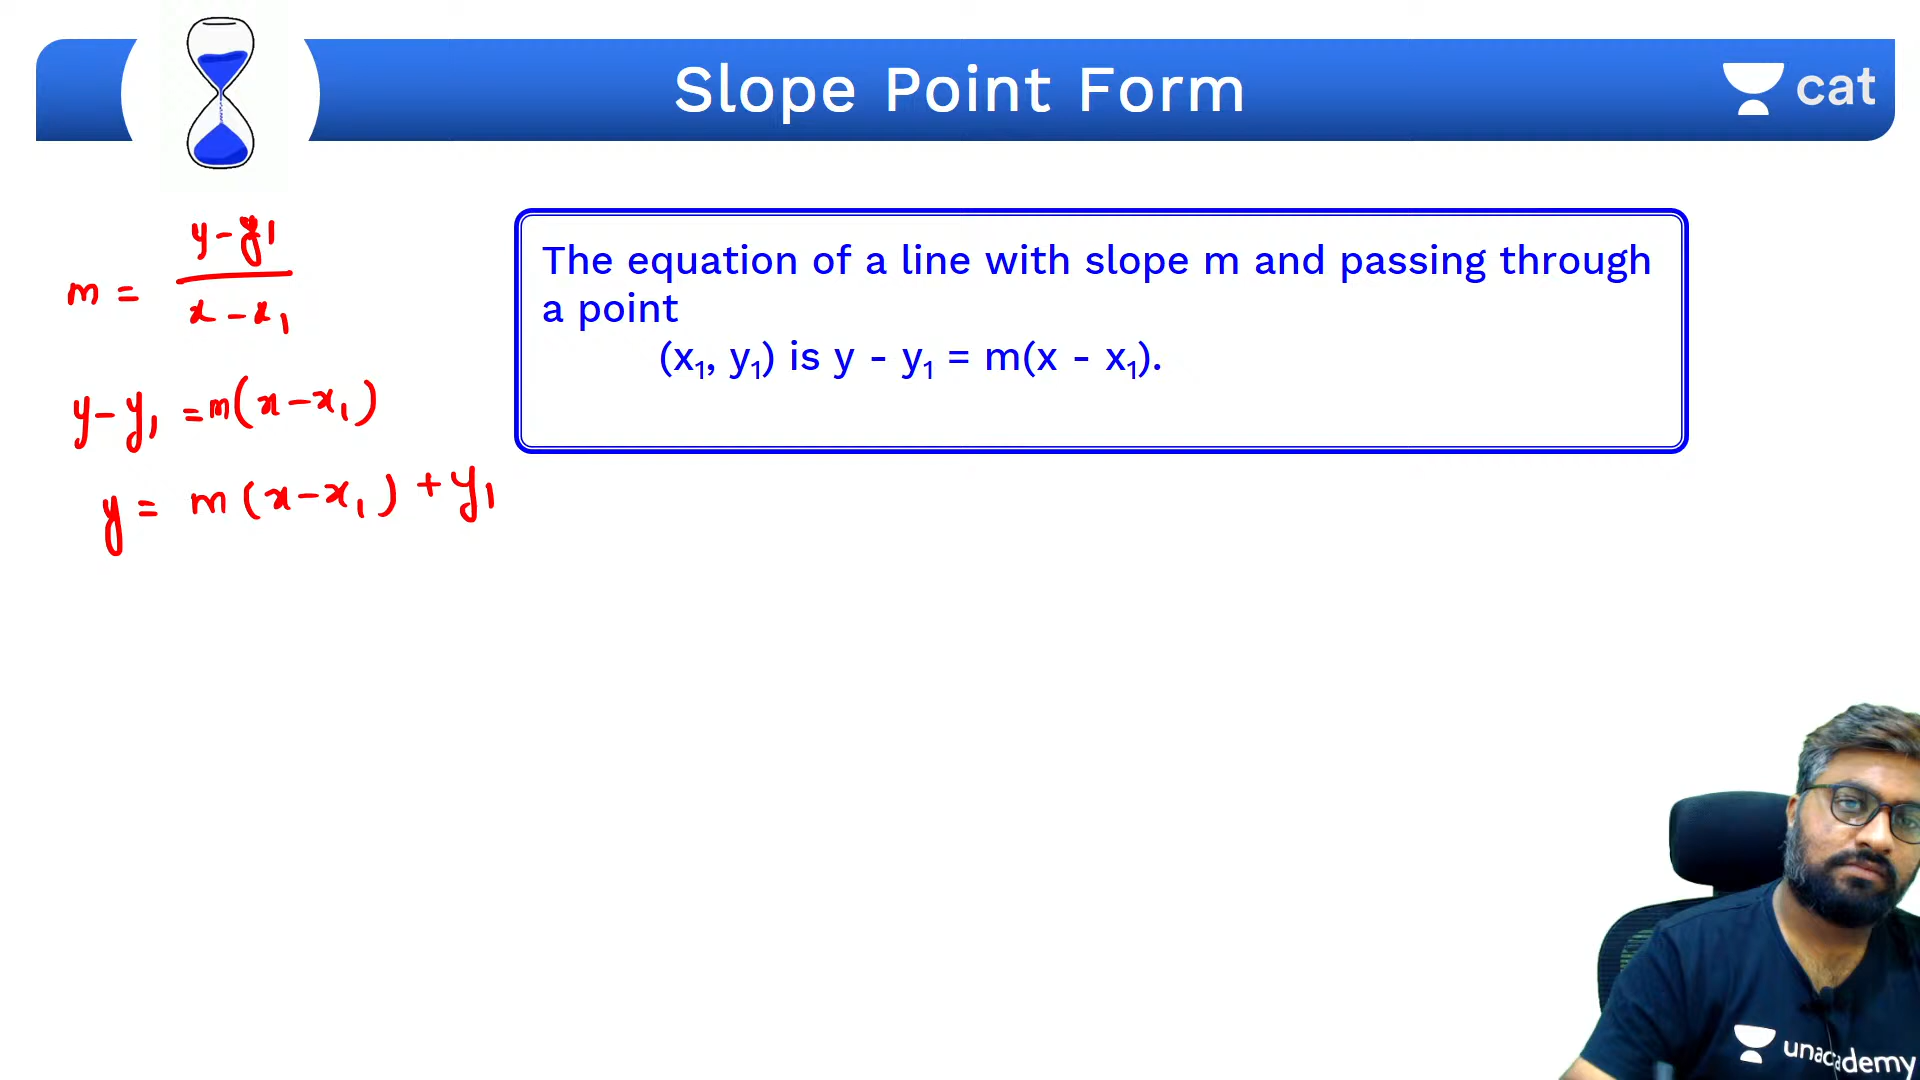 Slope Point Form
cat
m = y - y₁ / x - x₁
y - y₁ = m(x - x₁)
y = m(x - x₁) + y₁
The equation of a line with slope m and passing through
a point
(x₁, y₁) is y - y₁ = m(x - x₁).
unacademy